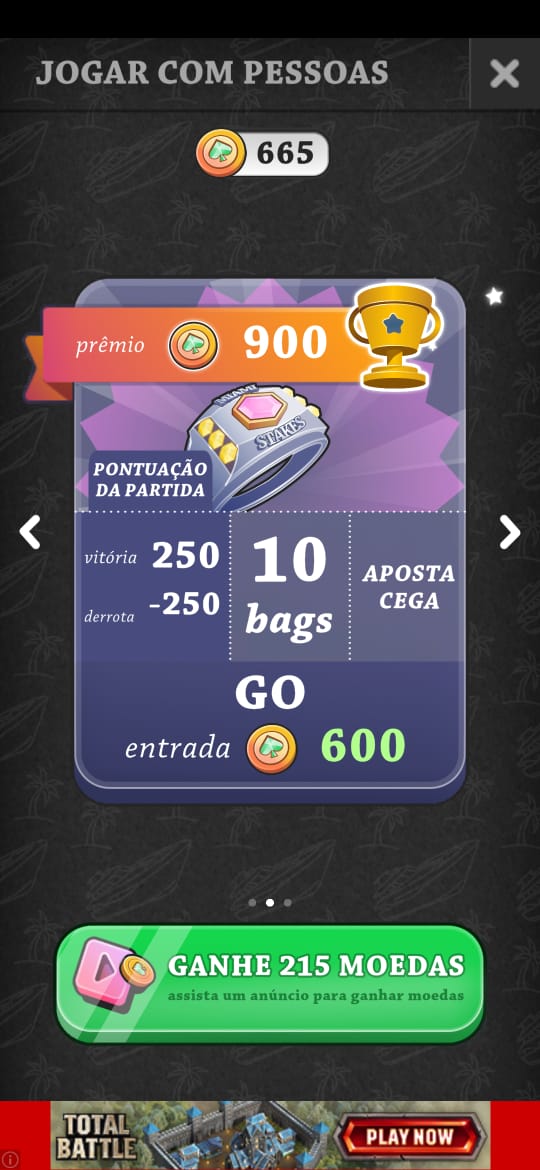 JOGAR COM PESSOAS
665
prêmio 900
MIAMI
STAKES
PONTUAÇÃO
DA PARTIDA
vitória 250
derrota -250
10
bags
APOSTA
CEGA
GO
entrada 600
GANHE 215 MOEDAS
assista um anúncio para ganhar moedas
TOTAL
BATTLE
PLAY NOW